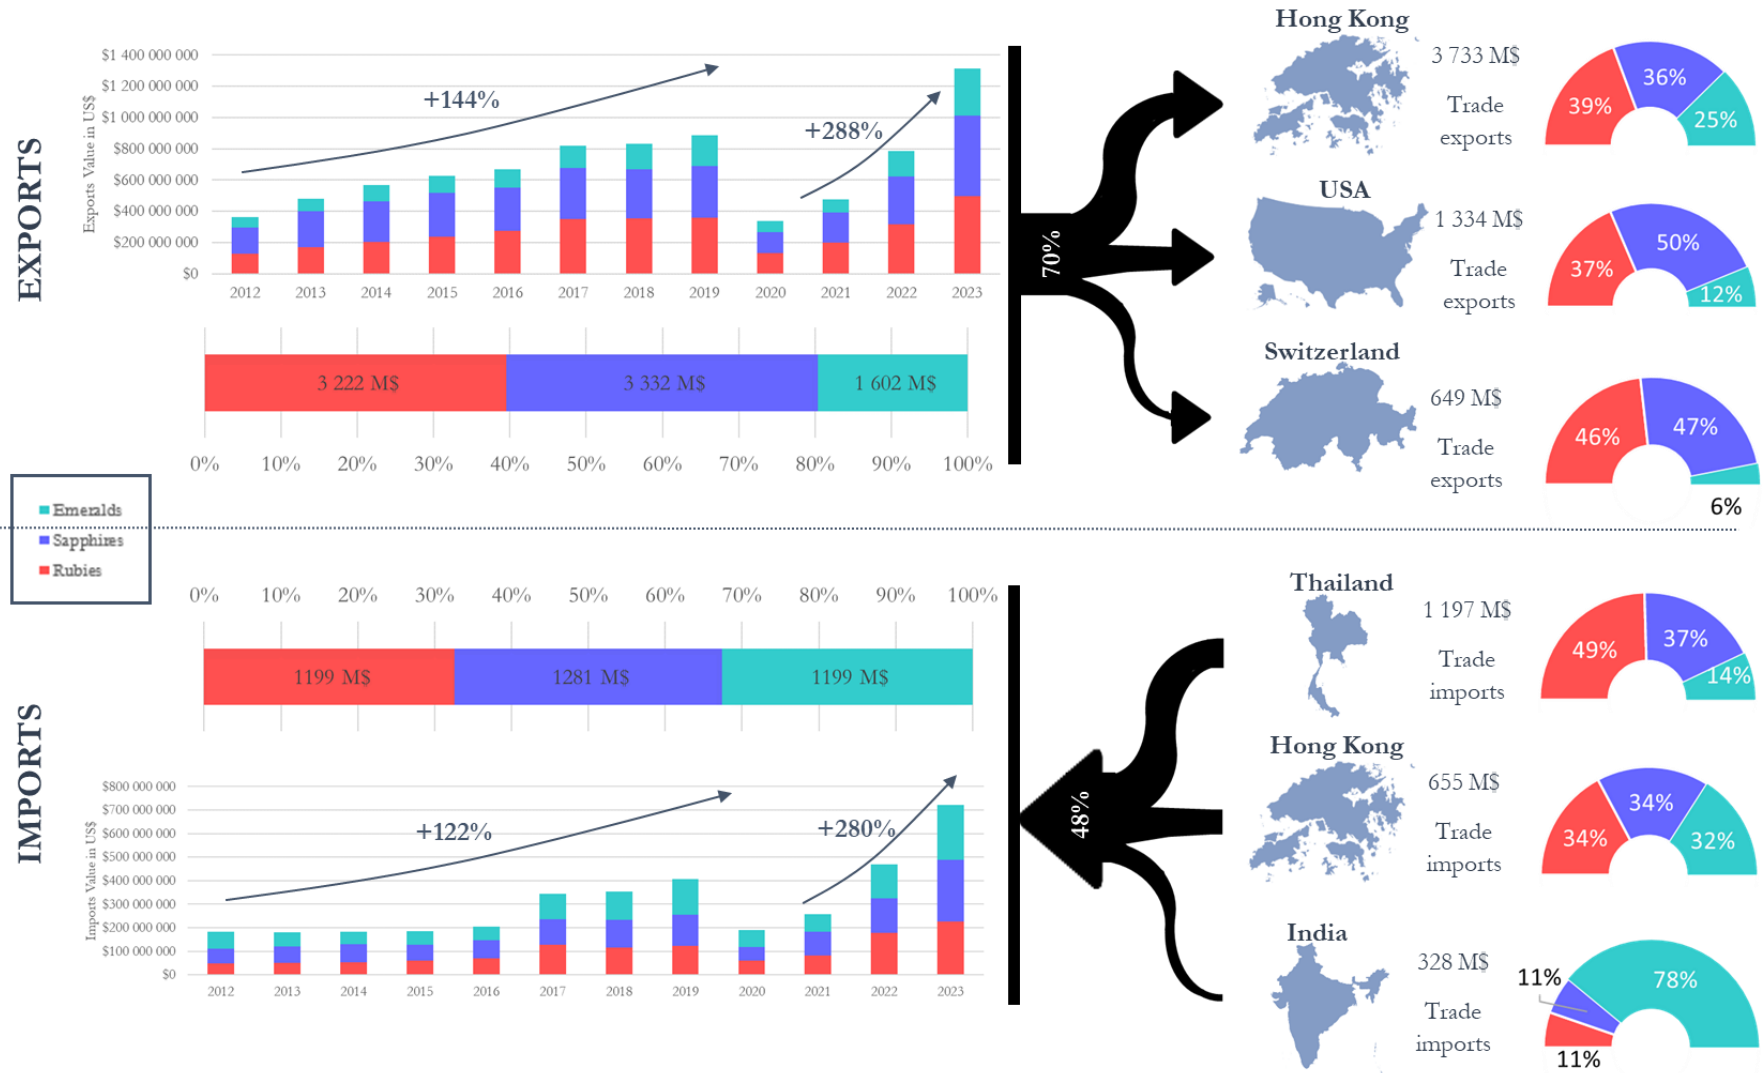 EXPORTS
Exports Value in US$
$1 400 000 000
$1 200 000 000
$1 000 000 000
$800 000 000
$600 000 000
$400 000 000
$200 000 000
$0
+144%
+288%
2012 2013 2014 2015 2016 2017 2018 2019 2020 2021 2022 2023
3 222 M$ 3 332 M$ 1 602 M$
0% 10% 20% 30% 40% 50% 60% 70% 80% 90% 100%
70%
Hong Kong
3 733 M$
Trade
exports
39% 36% 25%
USA
1 334 M$
Trade
exports
37% 50% 12%
Switzerland
649 M$
Trade
exports
46% 47% 6%
Emeralds
Sapphires
Rubies
IMPORTS
0% 10% 20% 30% 40% 50% 60% 70% 80% 90% 100%
1199 M$ 1281 M$ 1199 M$
Imports Value in US$
$800 000 000
$700 000 000
$600 000 000
$500 000 000
$400 000 000
$300 000 000
$200 000 000
$100 000 000
$0
+122%
+280%
2012 2013 2014 2015 2016 2017 2018 2019 2020 2021 2022 2023
48%
Thailand
1 197 M$
Trade
imports
49% 37% 14%
Hong Kong
655 M$
Trade
imports
34% 34% 32%
India
328 M$
Trade
imports
11% 11% 78%